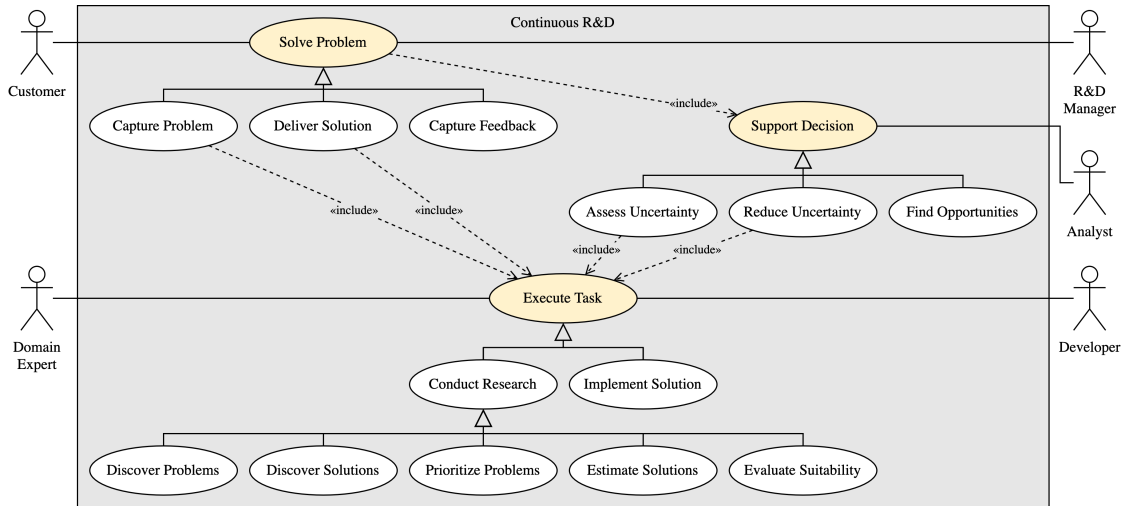 Continuous R&D
Solve Problem
Customer
R&D
Manager
«include»
Capture Problem
Deliver Solution
Capture Feedback
Support Decision
«include»
«include»
Assess Uncertainty
Reduce Uncertainty
Find Opportunities
Analyst
«include»
«include»
Execute Task
Domain
Expert
Developer
Conduct Research
Implement Solution
Discover Problems
Discover Solutions
Prioritize Problems
Estimate Solutions
Evaluate Suitability